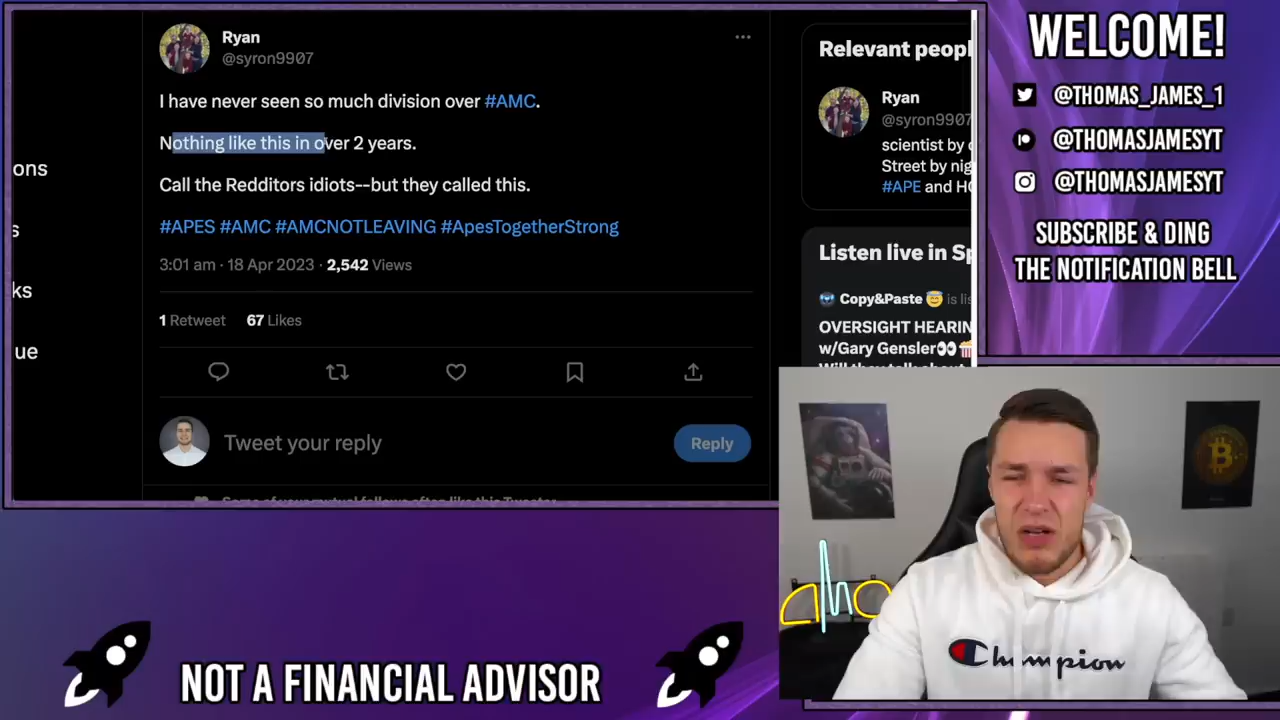 Ryan
@syron9907
I have never seen so much division over #AMC.
Nothing like this in over 2 years.
Call the Redditors idiots--but they called this.
#APES #AMC #AMCNOTLEAVING #ApesTogetherStrong
3:01 am · 18 Apr 2023 · 2,542 Views
1 Retweet 67 Likes
Tweet your reply
Reply
ons
s
ks
ue
Relevant peopl
Ryan
@syron9907
scientist by
Street by nig
#APE and HO
Listen live in Sp
Copy&Paste 😇 is lis
OVERSIGHT HEARIN
w/Gary Gensler👀🍿
WELCOME!
@THOMAS_JAMES_1
@THOMASJAMESYT
@THOMASJAMESYT
SUBSCRIBE & DING
THE NOTIFICATION BELL
Champion
NOT A FINANCIAL ADVISOR